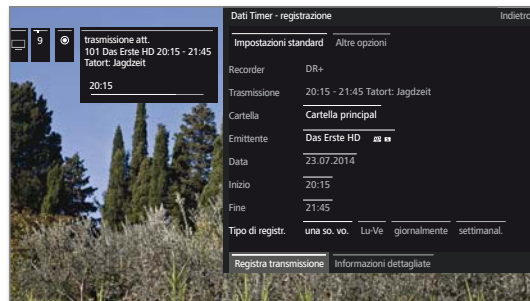 9
trasmissione att.
101 Das Erste HD 20:15 - 21:45
Tatort: Jagdzeit
20:15
Dati Timer - registrazione Indietro
Impostazioni standard Altre opzioni
Recorder DR+
Trasmissione 20:15 - 21:45 Tatort: Jagdzeit
Cartella Cartella principal
Emittente Das Erste HD
Data 23.07.2014
Inizio 20:15
Fine 21:45
Tipo di registr. una so. vo. Lu-Ve giornalmente settimanal.
Registra transmissione Informazioni dettagliate